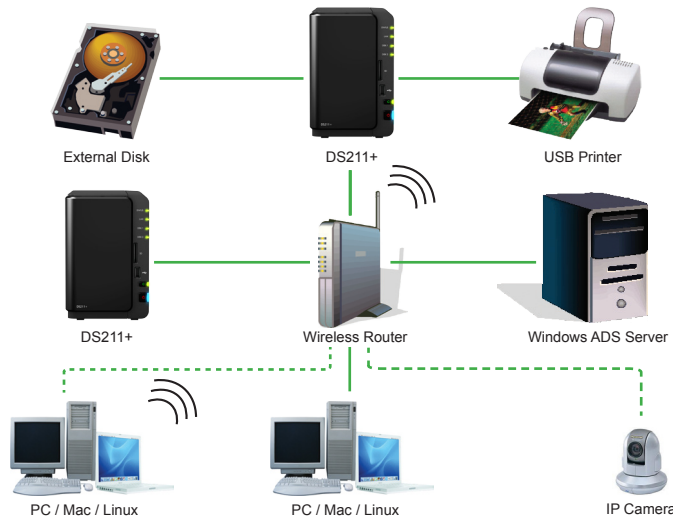 External Disk
DS211+
USB Printer
DS211+
Wireless Router
Windows ADS Server
PC / Mac / Linux
PC / Mac / Linux
IP Camera